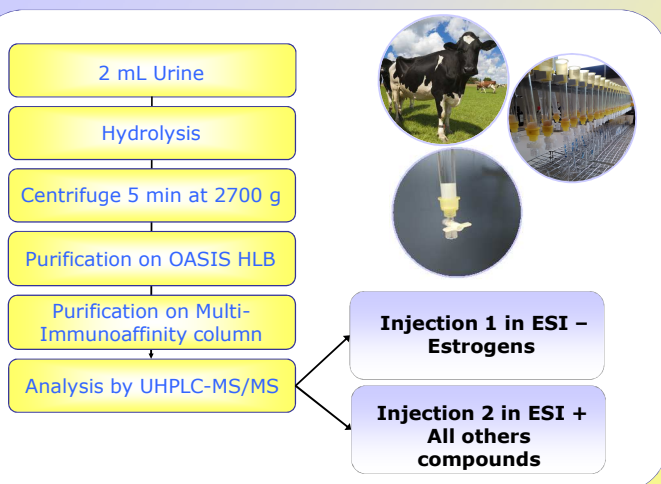 2 mL Urine
Hydrolysis
Centrifuge 5 min at 2700 g
Purification on OASIS HLB
Purification on Multi-
Immunoaffinity column
Analysis by UHPLC-MS/MS
Injection 1 in ESI –
Estrogens
Injection 2 in ESI +
All others
compounds